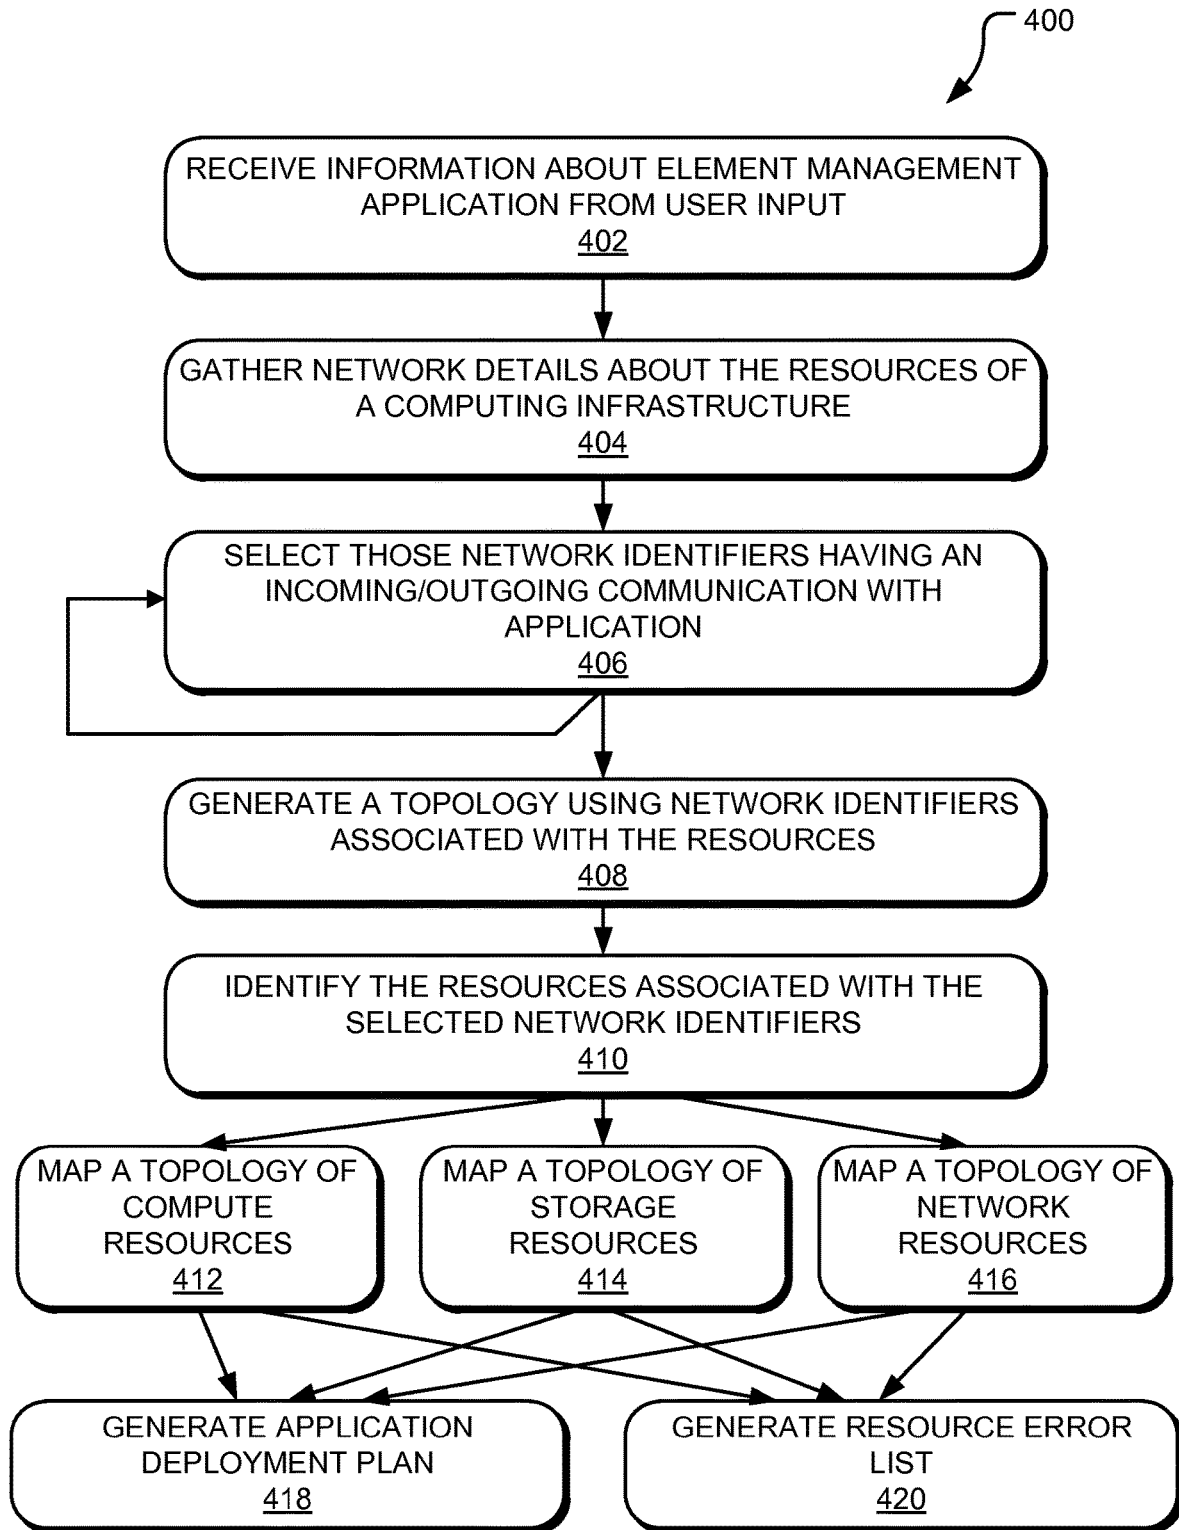 400
RECEIVE INFORMATION ABOUT ELEMENT MANAGEMENT
APPLICATION FROM USER INPUT
402
GATHER NETWORK DETAILS ABOUT THE RESOURCES OF
A COMPUTING INFRASTRUCTURE
404
SELECT THOSE NETWORK IDENTIFIERS HAVING AN
INCOMING/OUTGOING COMMUNICATION WITH
APPLICATION
406
GENERATE A TOPOLOGY USING NETWORK IDENTIFIERS
ASSOCIATED WITH THE RESOURCES
408
IDENTIFY THE RESOURCES ASSOCIATED WITH THE
SELECTED NETWORK IDENTIFIERS
410
MAP A TOPOLOGY OF
COMPUTE
RESOURCES
412
MAP A TOPOLOGY OF
STORAGE
RESOURCES
414
MAP A TOPOLOGY OF
NETWORK
RESOURCES
416
GENERATE APPLICATION
DEPLOYMENT PLAN
418
GENERATE RESOURCE ERROR
LIST
420